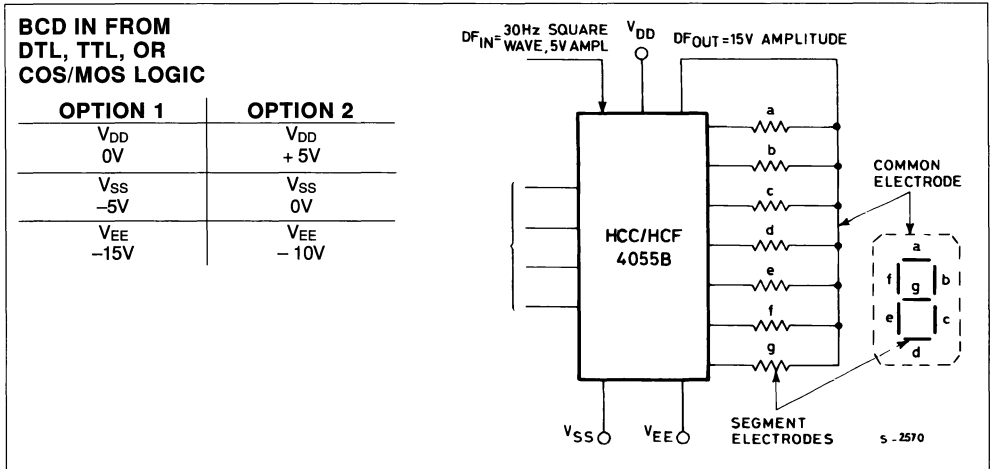 BCD IN FROM
DTL, TTL, OR
COS/MOS LOGIC
OPTION 1 OPTION 2
VDD VDD
0V + 5V
VSS VSS
–5V 0V
VEE VEE
–15V – 10V
DFIN= 30Hz SQUARE
WAVE, 5V AMPL
VDD
DFOUT=15V AMPLITUDE
a
b
c
d
e
f
g
HCC/HCF
4055B
VSS
VEE
COMMON
ELECTRODE
a
f
g
b
e
c
d
SEGMENT
ELECTRODES
S-2570